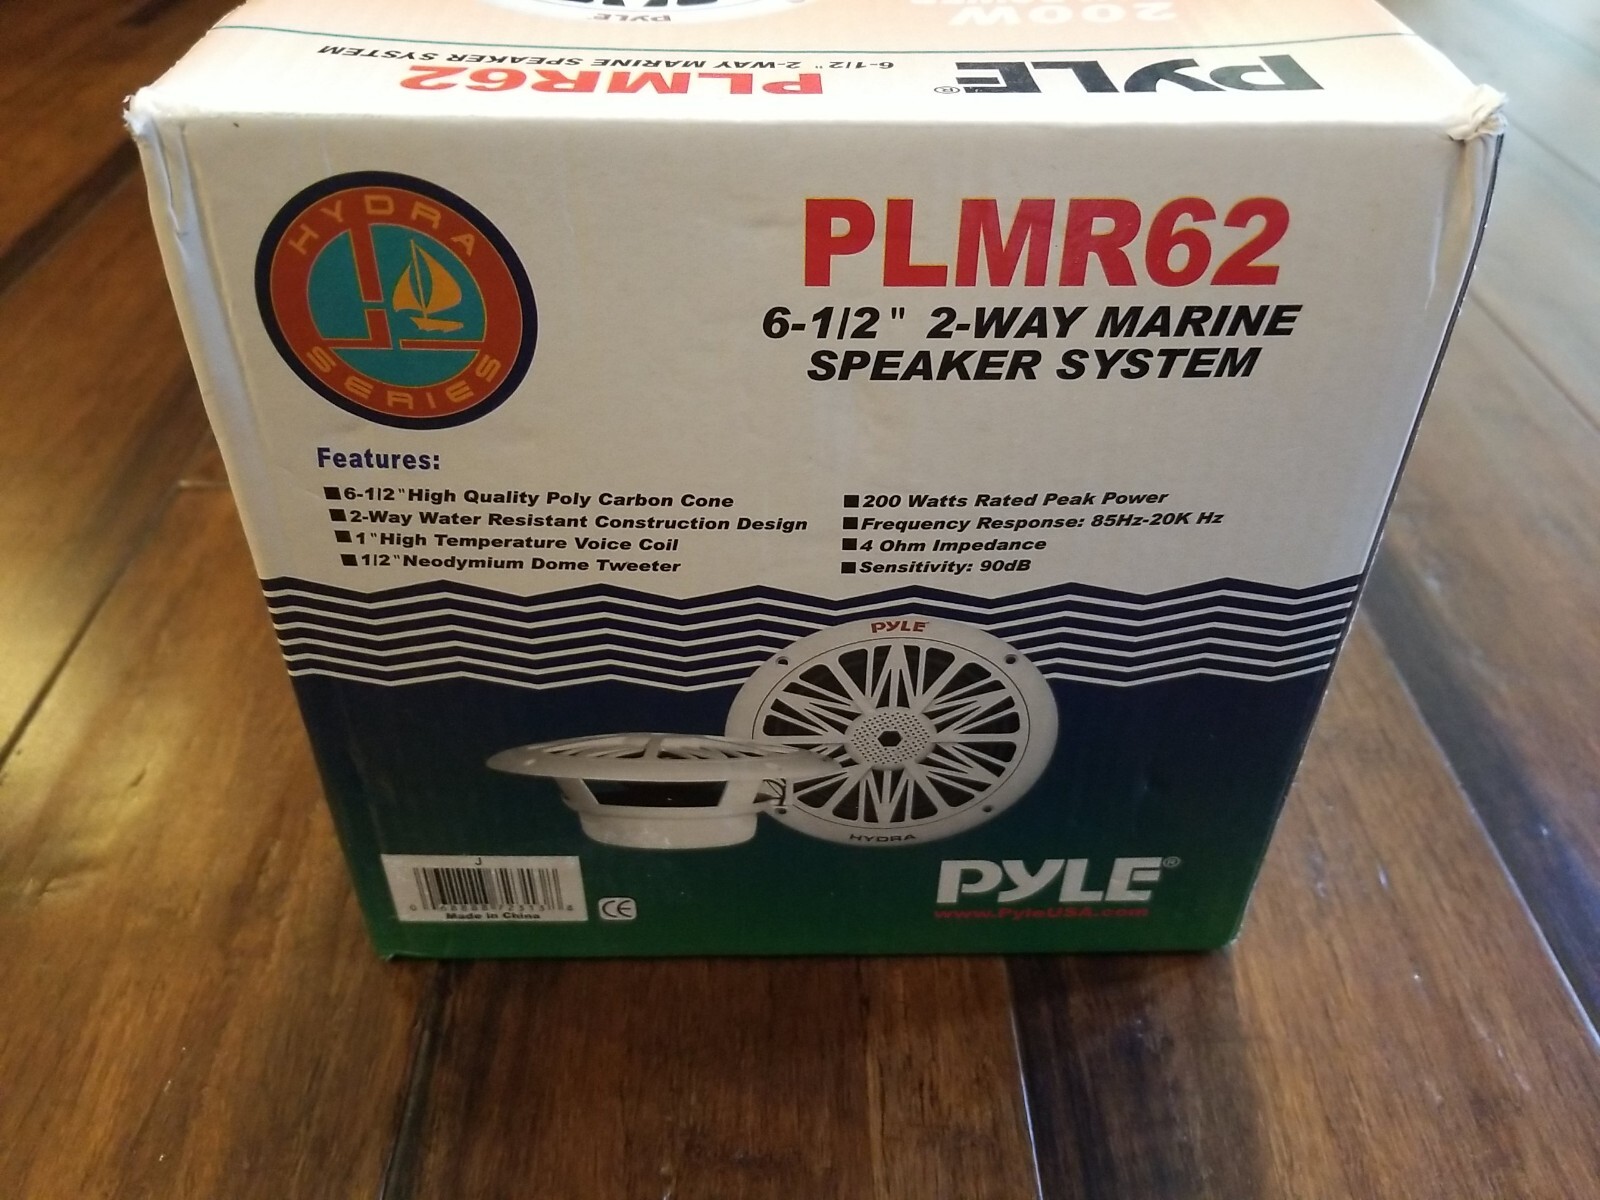 200W
PYLE
PYLE®
6-1/2" 2-WAY MARINE SPEAKER SYSTEM
PLMR62
HYDRA
SERIES
PLMR62
6-1/2" 2-WAY MARINE
SPEAKER SYSTEM
Features:
■6-1/2"High Quality Poly Carbon Cone
■2-Way Water Resistant Construction Design
■1"High Temperature Voice Coil
■1/2"Neodymium Dome Tweeter
■200 Watts Rated Peak Power
■Frequency Response: 85Hz-20K Hz
■4 Ohm Impedance
■Sensitivity: 90dB
PYLE
HYDRA
J
Made in China
CE
PYLE®
www.PyleUSA.com